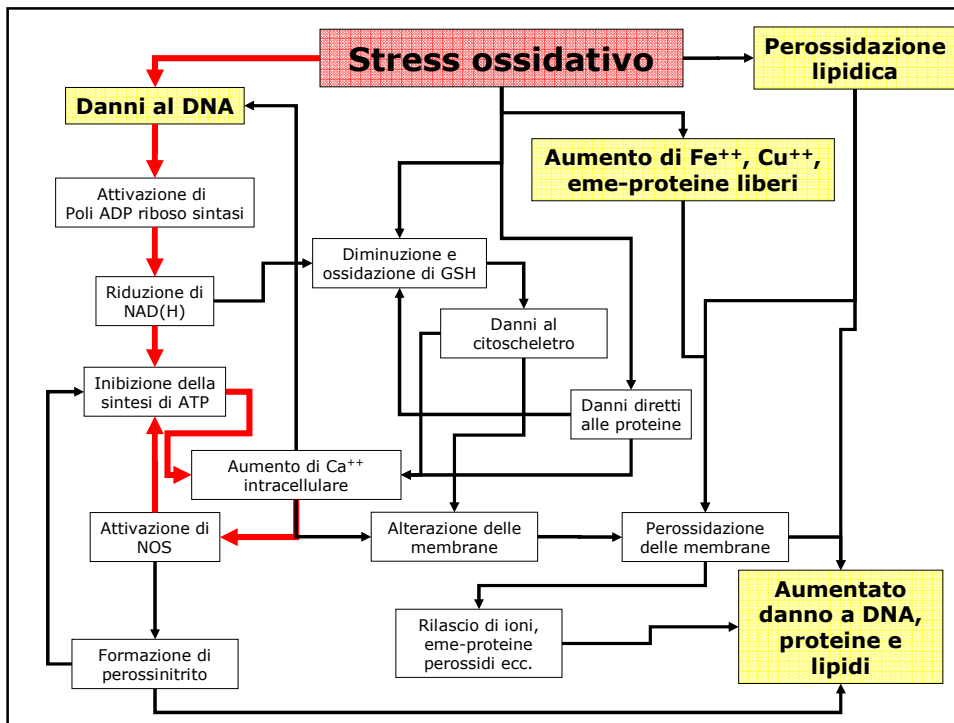 Stress ossidativo
Perossidazione
lipidica
Danni al DNA
Aumento di Fe⁺⁺, Cu⁺⁺,
eme-proteine liberi
Attivazione di
Poli ADP riboso sintasi
Diminuzione e
ossidazione di GSH
Riduzione di
NAD(H)
Danni al
citoscheletro
Inibizione della
sintesi di ATP
Danni diretti
alle proteine
Aumento di Ca⁺⁺
intracellulare
Attivazione di
NOS
Alterazione delle
membrane
Perossidazione
delle membrane
Aumentato
danno a DNA,
proteine e
lipidi
Rilascio di ioni,
eme-proteine
perossidi ecc.
Formazione di
perossinitrito